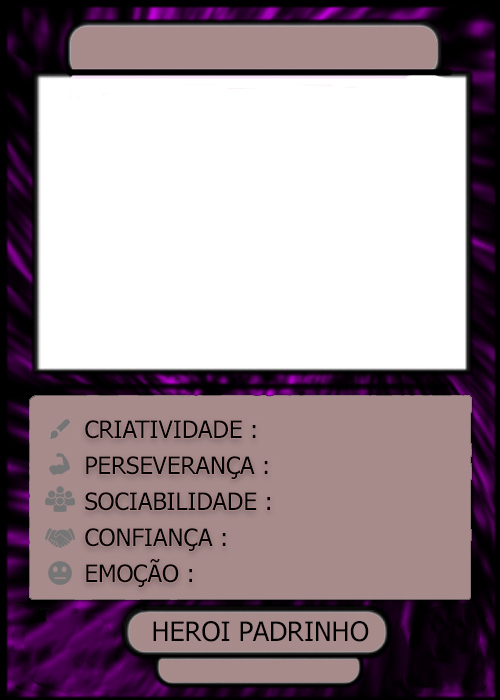 CRIATIVIDADE :
PERSEVERANÇA :
SOCIABILIDADE :
CONFIANÇA :
EMOÇÃO :
HEROI PADRINHO